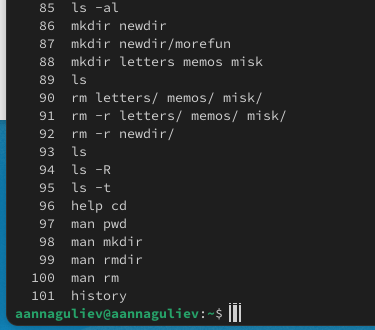 85 ls -al
86 mkdir newdir
87 mkdir newdir/morefun
88 mkdir letters memos misk
89 ls
90 rm letters/ memos/ misk/
91 rm -r letters/ memos/ misk/
92 rm -r newdir/
93 ls
94 ls -R
95 ls -t
96 help cd
97 man pwd
98 man mkdir
99 man rmdir
100 man rm
101 history
aannaguliev@aannaguliev:~$